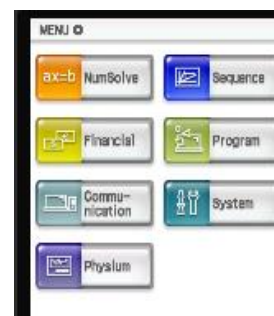 MENU
ax=b NumSolve
Sequence
Financial
Program
Commu-
nication
System
Physium